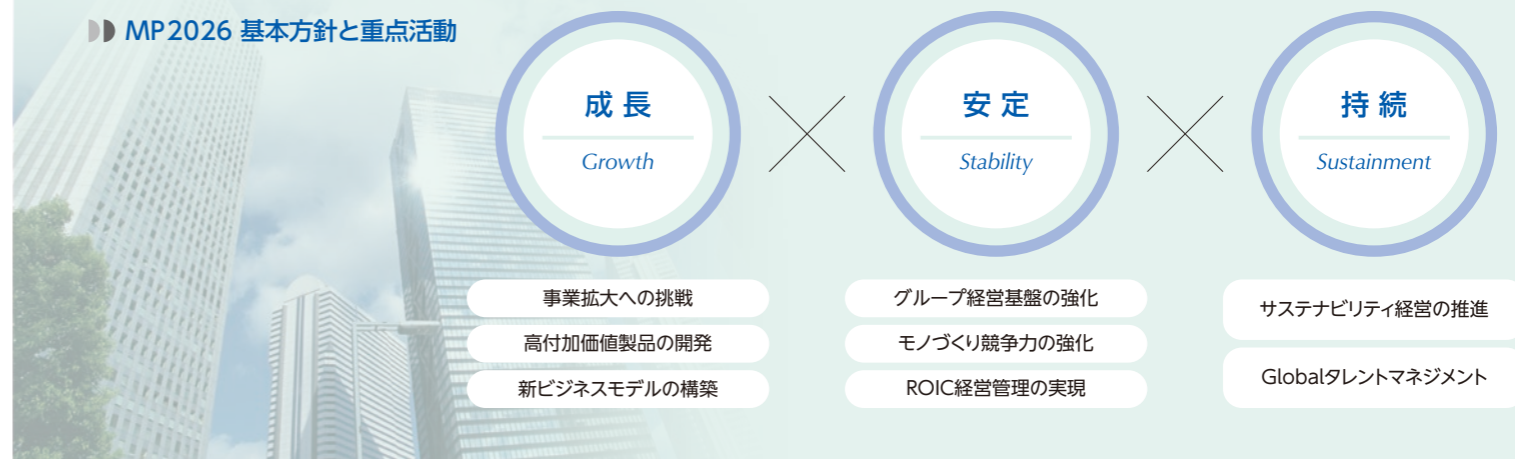 MP2026 基本方針と重点活動
成長
Growth
安定
Stability
持続
Sustainment
事業拡大への挑戦
高付加価値製品の開発
新ビジネスモデルの構築
グループ経営基盤の強化
モノづくり競争力の強化
ROIC経営管理の実現
サステナビリティ経営の推進
Globalタレントマネジメント